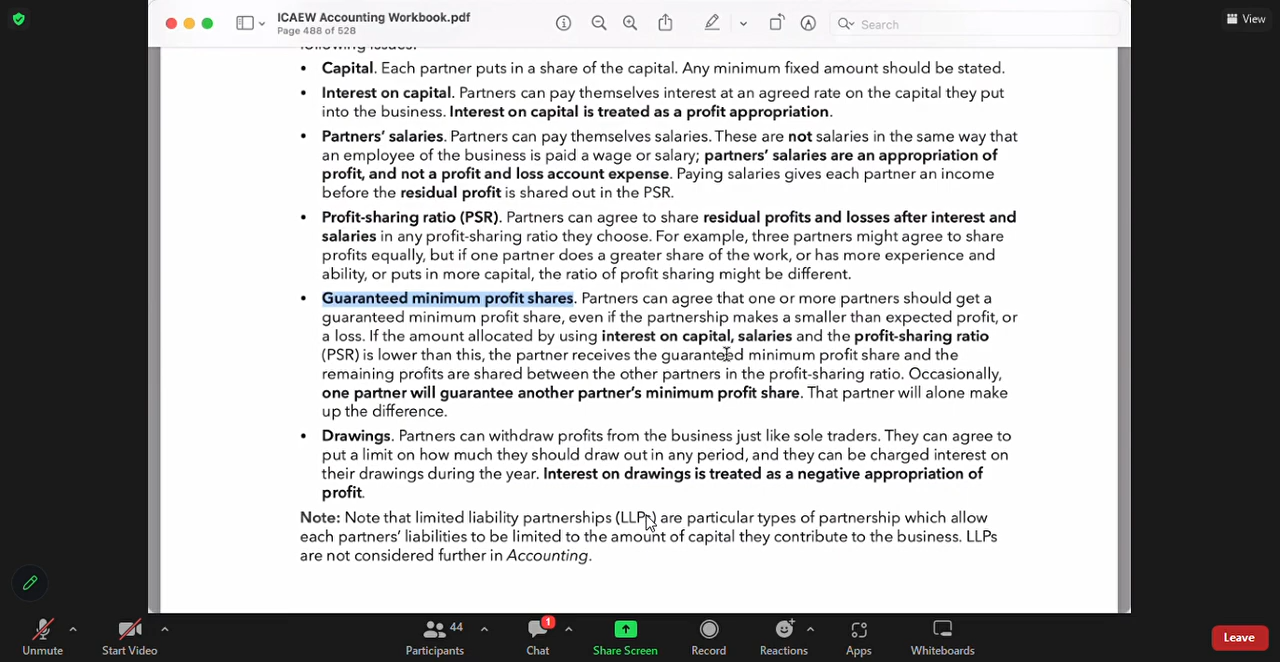 ICAEW Accounting Workbook.pdf
Page 488 of 528
Search
View
following issues:
• Capital. Each partner puts in a share of the capital. Any minimum fixed amount should be stated.
• Interest on capital. Partners can pay themselves interest at an agreed rate on the capital they put
into the business. Interest on capital is treated as a profit appropriation.
• Partners' salaries. Partners can pay themselves salaries. These are not salaries in the same way that
an employee of the business is paid a wage or salary; partners' salaries are an appropriation of
profit, and not a profit and loss account expense. Paying salaries gives each partner an income
before the residual profit is shared out in the PSR.
• Profit-sharing ratio (PSR). Partners can agree to share residual profits and losses after interest and
salaries in any profit-sharing ratio they choose. For example, three partners might agree to share
profits equally, but if one partner does a greater share of the work, or has more experience and
ability, or puts in more capital, the ratio of profit sharing might be different.
• Guaranteed minimum profit shares. Partners can agree that one or more partners should get a
guaranteed minimum profit share, even if the partnership makes a smaller than expected profit, or
a loss. If the amount allocated by using interest on capital, salaries and the profit-sharing ratio
(PSR) is lower than this, the partner receives the guaranteed minimum profit share and the
remaining profits are shared between the other partners in the profit-sharing ratio. Occasionally,
one partner will guarantee another partner's minimum profit share. That partner will alone make
up the difference.
• Drawings. Partners can withdraw profits from the business just like sole traders. They can agree to
put a limit on how much they should draw out in any period, and they can be charged interest on
their drawings during the year. Interest on drawings is treated as a negative appropriation of
profit.
Note: Note that limited liability partnerships (LLPs) are particular types of partnership which allow
each partners' liabilities to be limited to the amount of capital they contribute to the business. LLPs
are not considered further in Accounting.
44
1
Unmute
Start Video
Participants
Chat
Share Screen
Record
Reactions
Apps
Whiteboards
Leave